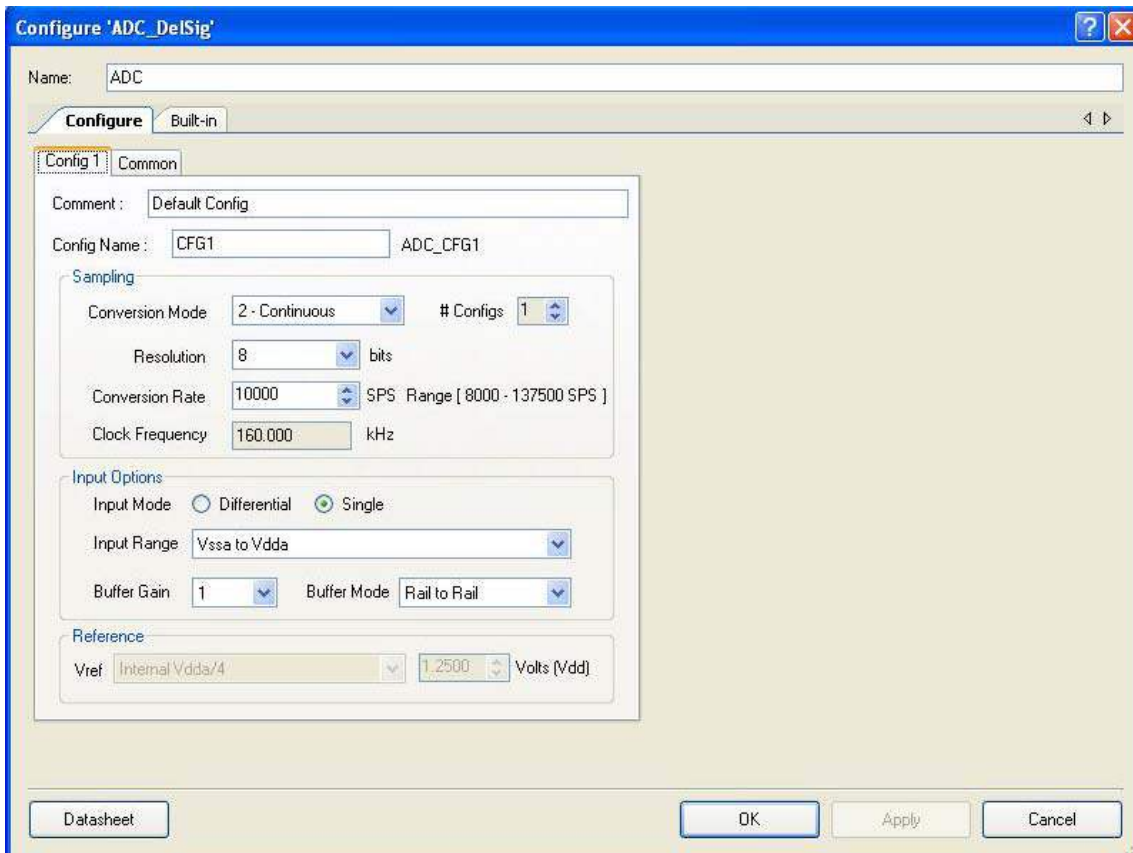 Configure 'ADC_DelSig'
Name: ADC
Configure Built-in
Config 1 Common
Comment : Default Config
Config Name : CFG1 ADC_CFG1
Sampling
Conversion Mode 2 - Continuous # Configs 1
Resolution 8 bits
Conversion Rate 10000 SPS Range [ 8000 - 137500 SPS ]
Clock Frequency 160.000 kHz
Input Options
Input Mode Differential Single
Input Range Vssa to Vdda
Buffer Gain 1 Buffer Mode Rail to Rail
Reference
Vref Internal Vdda/4 1.2500 Volts (Vdd)
Datasheet OK Apply Cancel